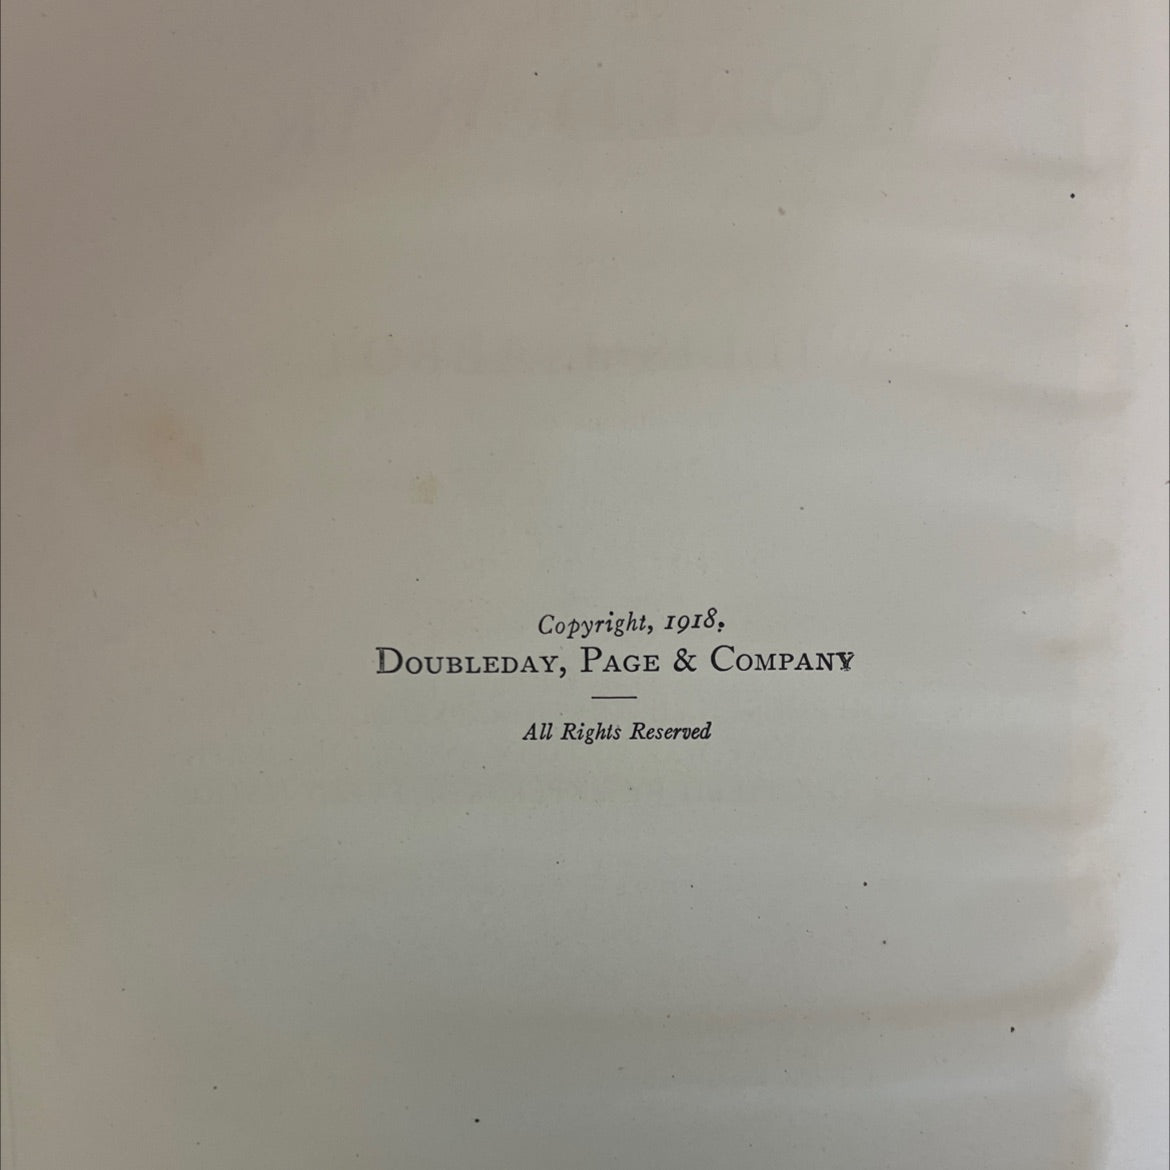 Copyright, 1918,
Doubleday, Page & Company
All Rights Reserved